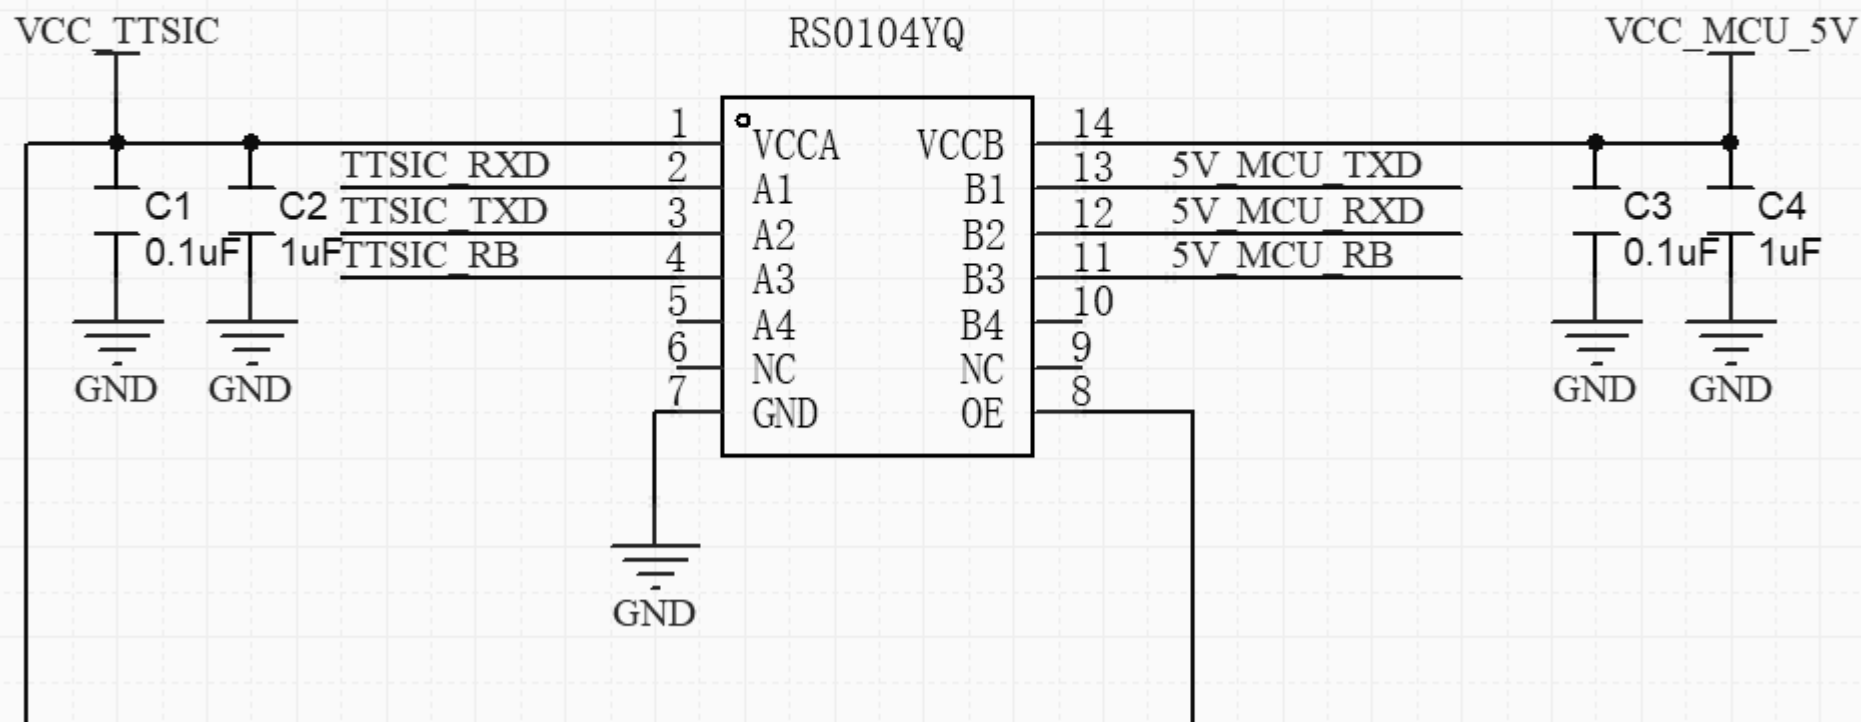 VCC_TTSIC
RS0104YQ
VCC_MCU_5V
1
VCCA
VCCB
14
TTSIC_RXD
2
A1
B1
13
5V_MCU_TXD
C1
0.1uF
C2
1uF
TTSIC_TXD
3
A2
B2
12
5V_MCU_RXD
C3
0.1uF
C4
1uF
TTSIC_RB
4
A3
B3
11
5V_MCU_RB
5
A4
B4
10
6
NC
NC
9
GND
GND
7
GND
OE
8
GND
GND
GND